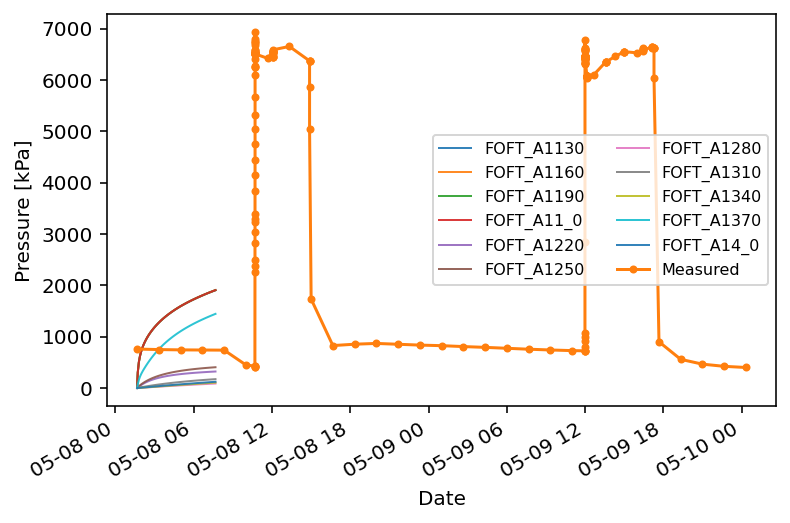 Pressure [kPa]
7000
6000
5000
4000
3000
2000
1000
0
FOFT_A1130
FOFT_A1160
FOFT_A1190
FOFT_A11_0
FOFT_A1220
FOFT_A1250
FOFT_A1280
FOFT_A1310
FOFT_A1340
FOFT_A1370
FOFT_A14_0
Measured
05-08 00
05-08 06
05-08 12
05-08 18
05-09 00
05-09 06
05-09 12
05-09 18
05-10 00
Date